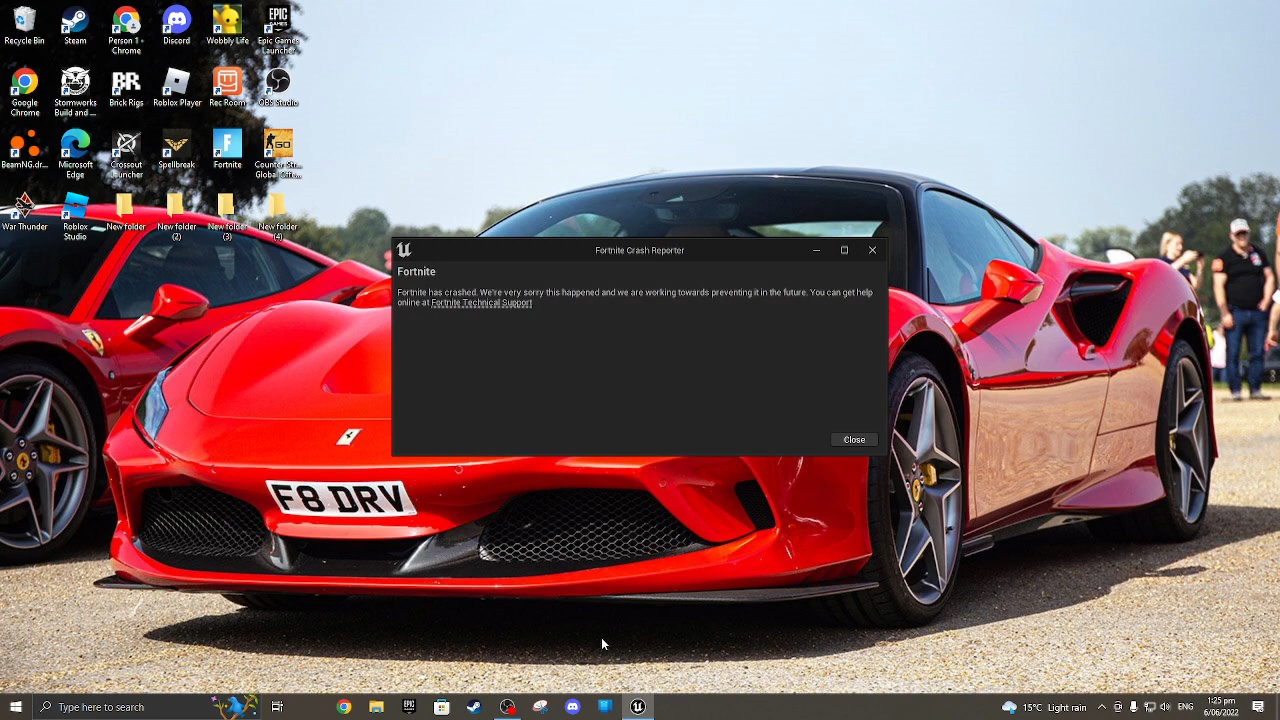 Recycle Bin
Steam
Person 1 -
Chrome
Discord
Wobbly Life
EPIC
GAMES
Epic Games
Launcher
Google
Chrome
Stormworks
Build and ...
BR
Brick Rigs
Roblox Player
Rec Room
OBS Studio
BeamNG.dr...
Microsoft
Edge
Crossout
Launcher
Spellbreak
F
Fortnite
GO
Counter-Str...
Global Offe...
War Thunder
Roblox
Studio
New folder
New folder
(2)
New folder
(3)
New folder
(4)
Fortnite Crash Reporter
Fortnite
Fortnite has crashed. We're very sorry this happened and we are working towards preventing it in the future. You can get help
online at Fortnite Technical Support
Close
F8 DRV
Type here to search
EPIC
15°C Light rain
ENG
1:25 pm
6/06/2022